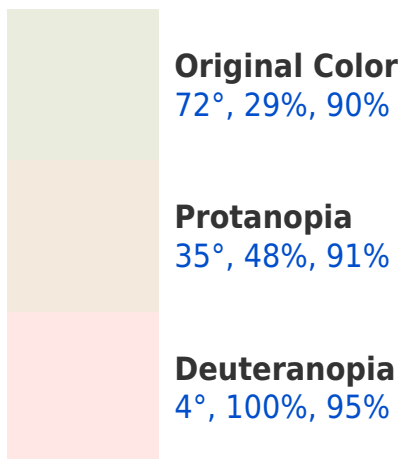 Original Color
72°, 29%, 90%
Protanopia
35°, 48%, 91%
Deuteranopia
4°, 100%, 95%